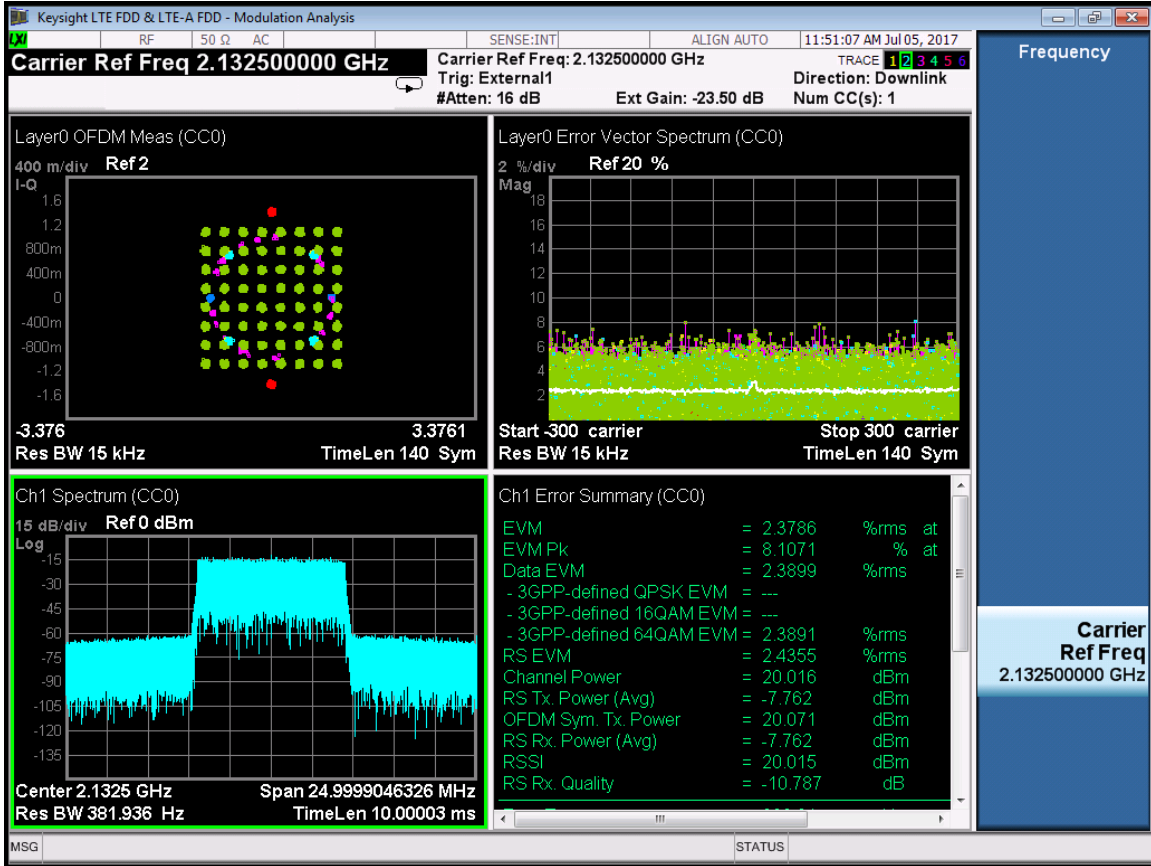 Keysight LTE FDD & LTE-A FDD - Modulation Analysis
LXI RF 50 Ω AC SENSE:INT ALIGN AUTO 11:51:07 AM Jul 05, 2017
Carrier Ref Freq 2.132500000 GHz
Carrier Ref Freq: 2.132500000 GHz
Trig: External1
#Atten: 16 dB Ext Gain: -23.50 dB
TRACE 1 2 3 4 5 6
Direction: Downlink
Num CC(s): 1
Frequency
Layer0 OFDM Meas (CC0)
400 m/div Ref 2
I-Q
1.6
1.2
800m
400m
0
-400m
-800m
-1.2
-1.6
-3.376 3.3761
Res BW 15 kHz TimeLen 140 Sym
Layer0 Error Vector Spectrum (CC0)
2 %/div Ref 20 %
Mag
18
16
14
12
10
8
6
4
2
Start -300 carrier Stop 300 carrier
Res BW 15 kHz TimeLen 140 Sym
Ch1 Spectrum (CC0)
15 dB/div Ref 0 dBm
Log
-15
-30
-45
-60
-75
-90
-105
-120
-135
Center 2.1325 GHz Span 24.9999046326 MHz
Res BW 381.936 Hz TimeLen 10.00003 ms
Ch1 Error Summary (CC0)
EVM = 2.3786 %rms at
EVM Pk = 8.1071 % at
Data EVM = 2.3899 %rms
- 3GPP-defined QPSK EVM = ---
- 3GPP-defined 16QAM EVM = ---
- 3GPP-defined 64QAM EVM = 2.3891 %rms
RS EVM = 2.4355 %rms
Channel Power = 20.016 dBm
RS Tx. Power (Avg) = -7.762 dBm
OFDM Sym. Tx. Power = 20.071 dBm
RS Rx. Power (Avg) = -7.762 dBm
RSSI = 20.015 dBm
RS Rx. Quality = -10.787 dB
Carrier
Ref Freq
2.132500000 GHz
MSG STATUS